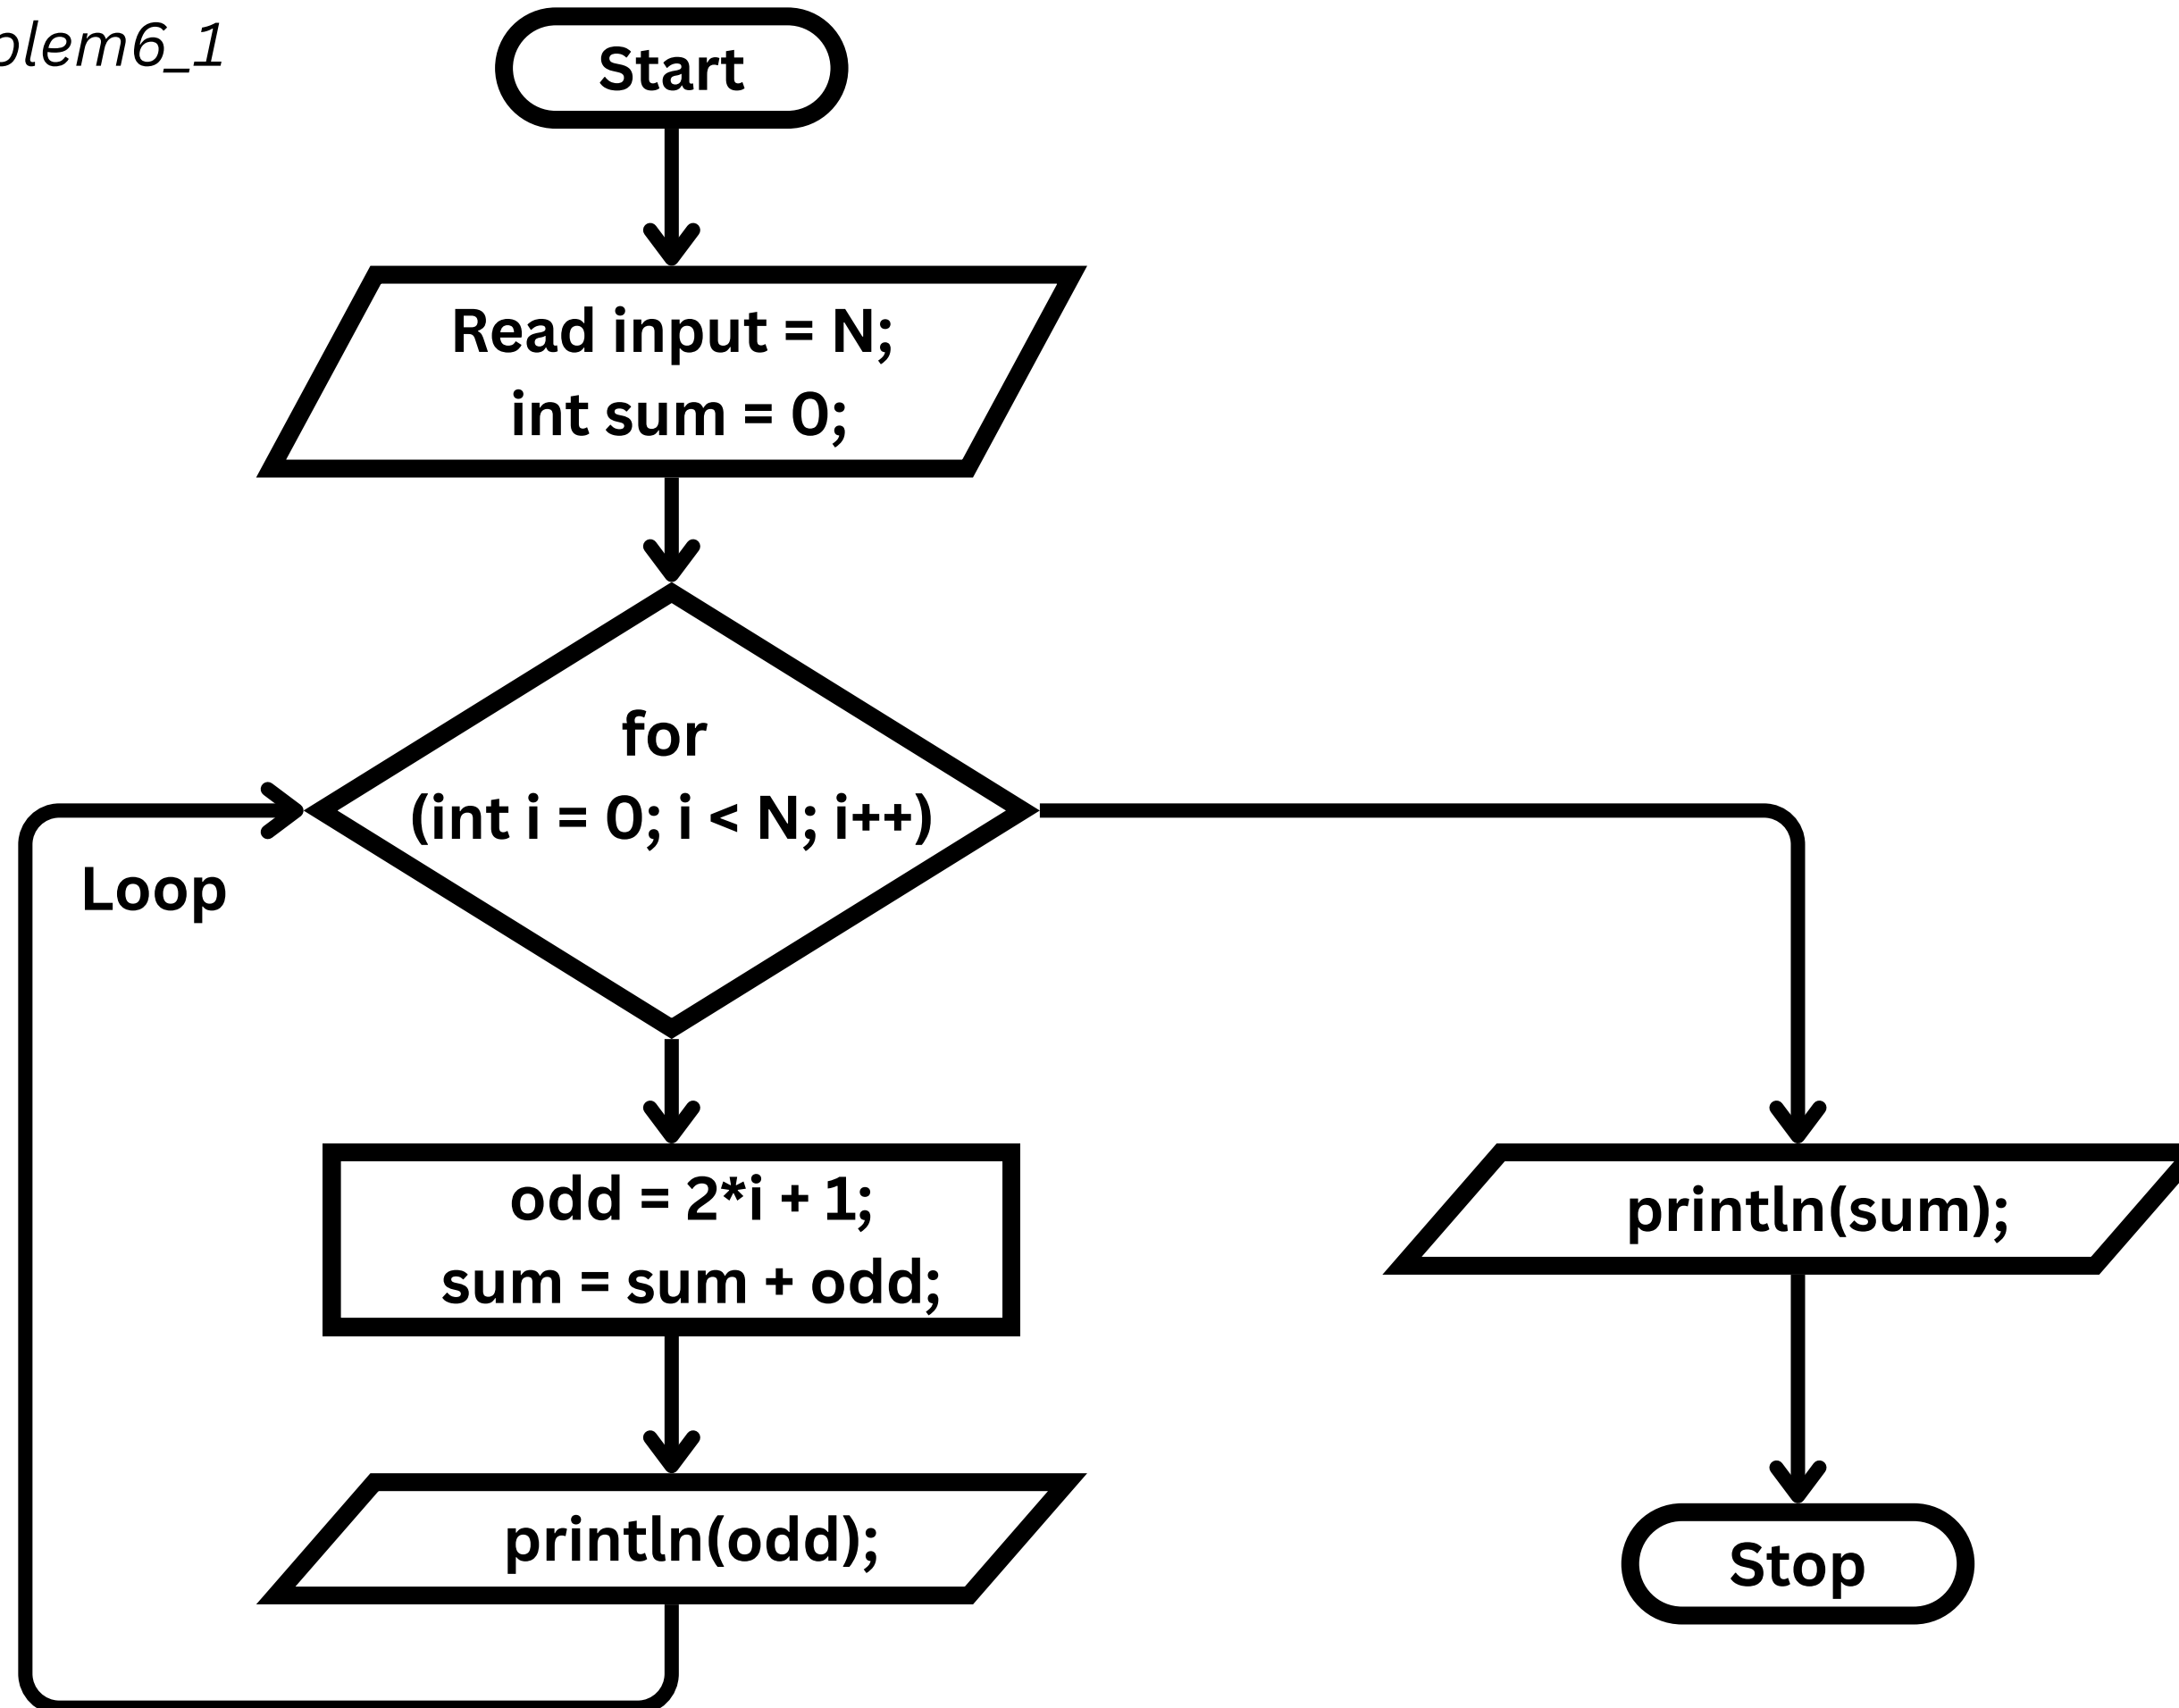 Start
Read input = N;
int sum = 0;
for
(int i = 0; i < N; i++)
Loop
odd = 2*i + 1;
sum = sum + odd;
println(sum);
println(odd);
Stop